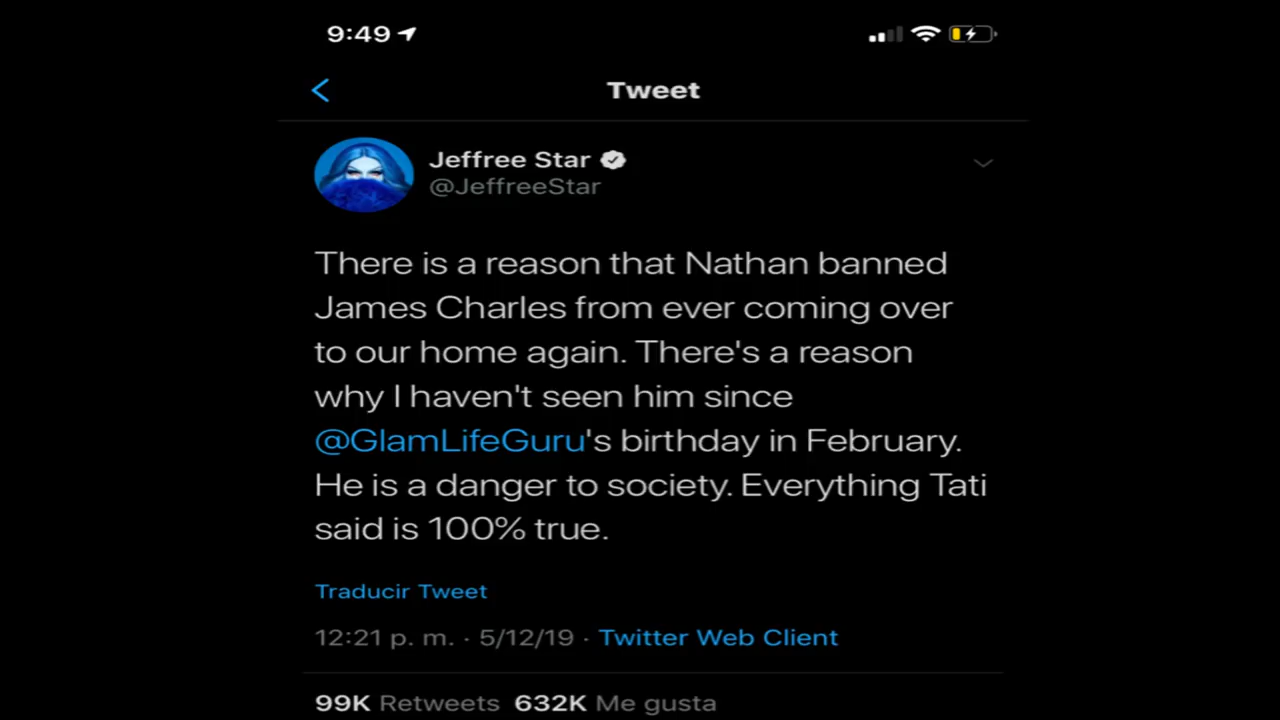 9:49
Tweet
Jeffree Star
@JeffreeStar
There is a reason that Nathan banned
James Charles from ever coming over
to our home again. There's a reason
why I haven't seen him since
@GlamLifeGuru's birthday in February.
He is a danger to society. Everything Tati
said is 100% true.
Traducir Tweet
12:21 p. m. · 5/12/19 · Twitter Web Client
99K Retweets 632K Me gusta